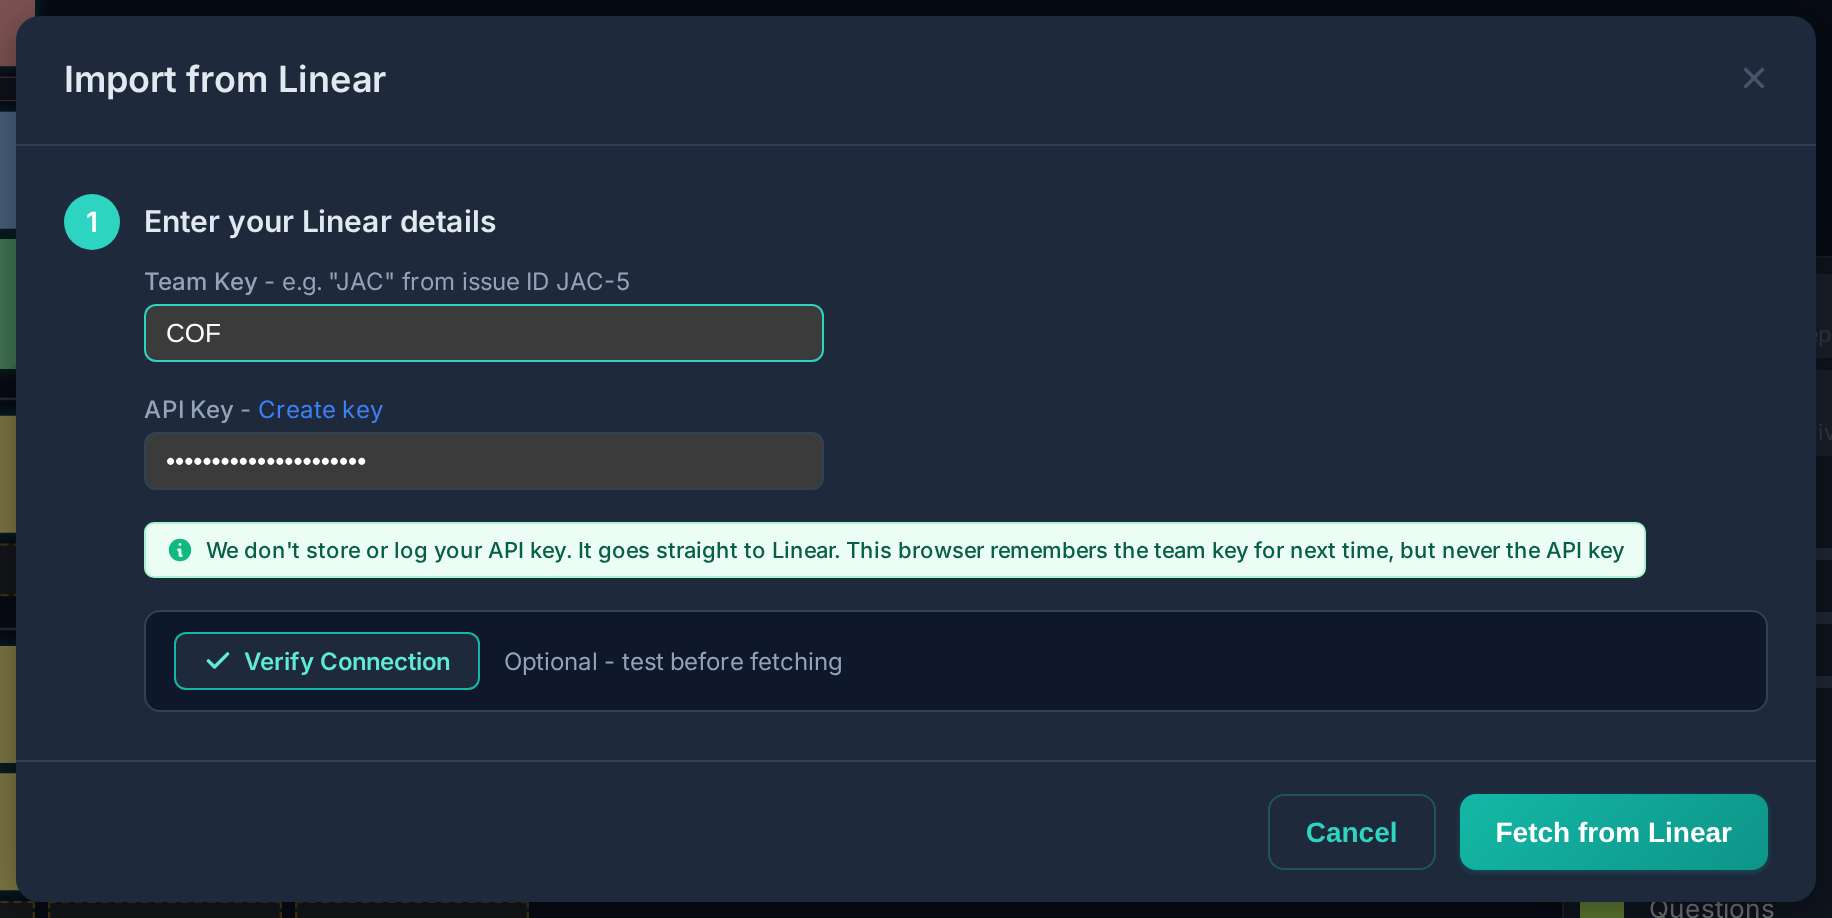 Import from Linear
1
Enter your Linear details
Team Key - e.g. "JAC" from issue ID JAC-5
COF
API Key - Create key
••••••••••••••••••••••
We don't store or log your API key. It goes straight to Linear. This browser remembers the team key for next time, but never the API key
Verify Connection
Optional - test before fetching
Cancel
Fetch from Linear
Questions